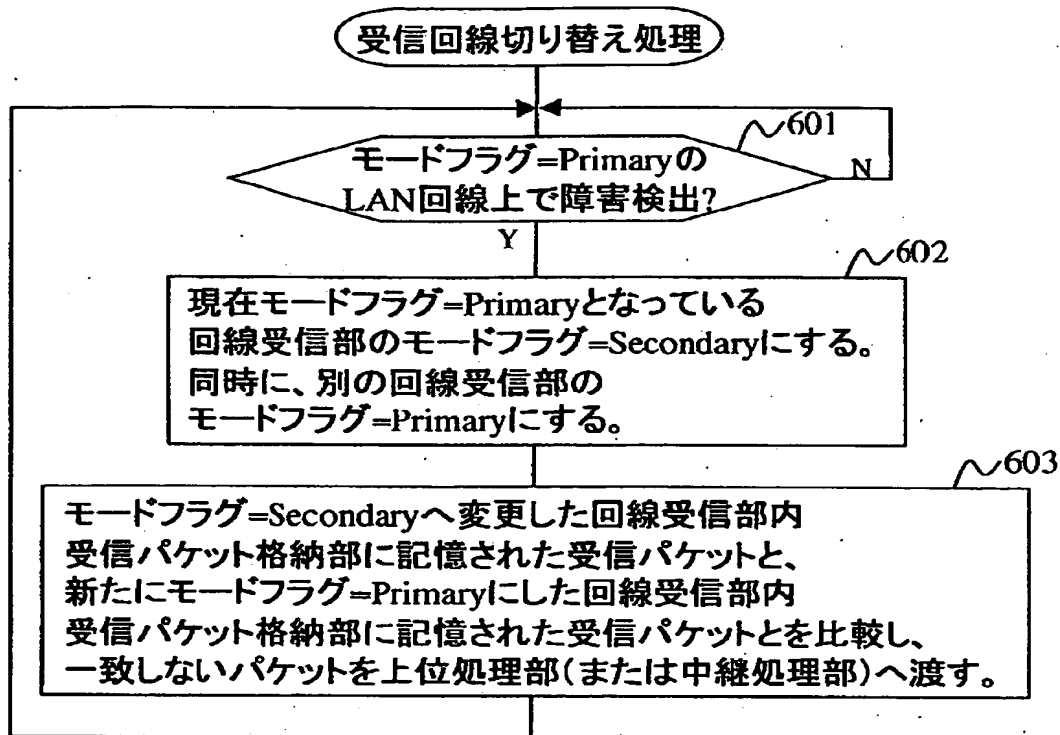 受信回線切り替え処理
601
モードフラグ=Primaryの
LAN回線上で障害検出?
N
Y
602
現在モードフラグ=Primaryとなっている
回線受信部のモードフラグ=Secondaryにする。
同時に、別の回線受信部の
モードフラグ=Primaryにする。
603
モードフラグ=Secondaryへ変更した回線受信部内
受信パケット格納部に記憶された受信パケットと、
新たにモードフラグ=Primaryにした回線受信部内
受信パケット格納部に記憶された受信パケットとを比較し、
一致しないパケットを上位処理部(または中継処理部)へ渡す。